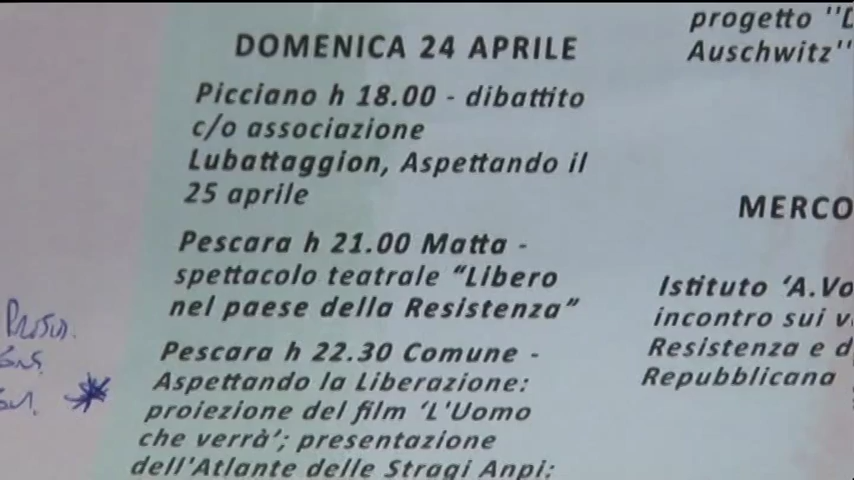 DOMENICA 24 APRILE
Picciano h 18.00 - dibattito
c/o associazione
Lubattaggion, Aspettando il
25 aprile
Pescara h 21.00 Matta -
spettacolo teatrale “Libero
nel paese della Resistenza”
Pescara h 22.30 Comune -
Aspettando la Liberazione:
proiezione del film ‘L'Uomo
che verrà’; presentazione
dell'Atlante delle Stragi Anpi;
progetto "D
Auschwitz"
MERCO
Istituto ‘A.Vo
incontro sui v
Resistenza e d
Repubblicana